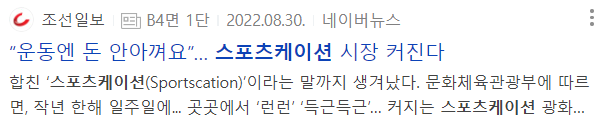 조선일보 B4면 1단 2022.08.30. 네이버뉴스
“운동엔 돈 안아껴요”... 스포츠케이션 시장 커진다
합친 ‘스포츠케이션(Sportscation)’이라는 말까지 생겨났다. 문화체육관광부에 따르
면, 작년 한해 일주일에... 곳곳에서 ‘런런’ ‘득근득근’... 커지는 스포츠케이션 광화...